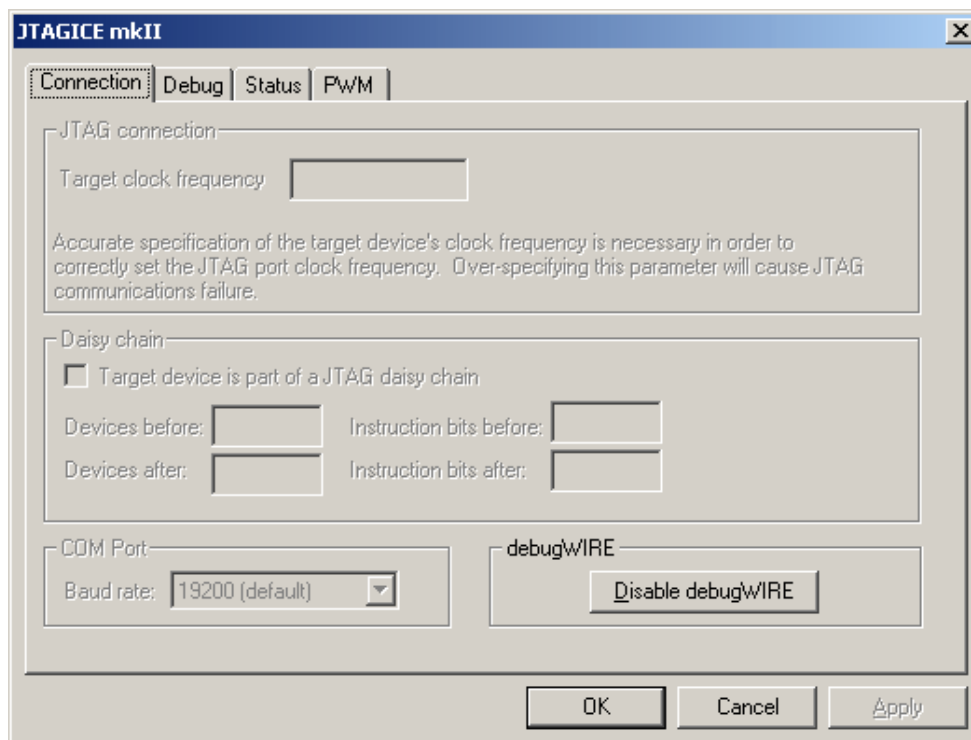 JTAGICE mkII
Connection Debug Status PWM
JTAG connection
Target clock frequency
Accurate specification of the target device's clock frequency is necessary in order to
correctly set the JTAG port clock frequency. Over-specifying this parameter will cause JTAG
communications failure.
Daisy chain
Target device is part of a JTAG daisy chain
Devices before: Instruction bits before:
Devices after: Instruction bits after:
COM Port debugWIRE
Baud rate: 19200 (default) Disable debugWIRE
OK Cancel Apply